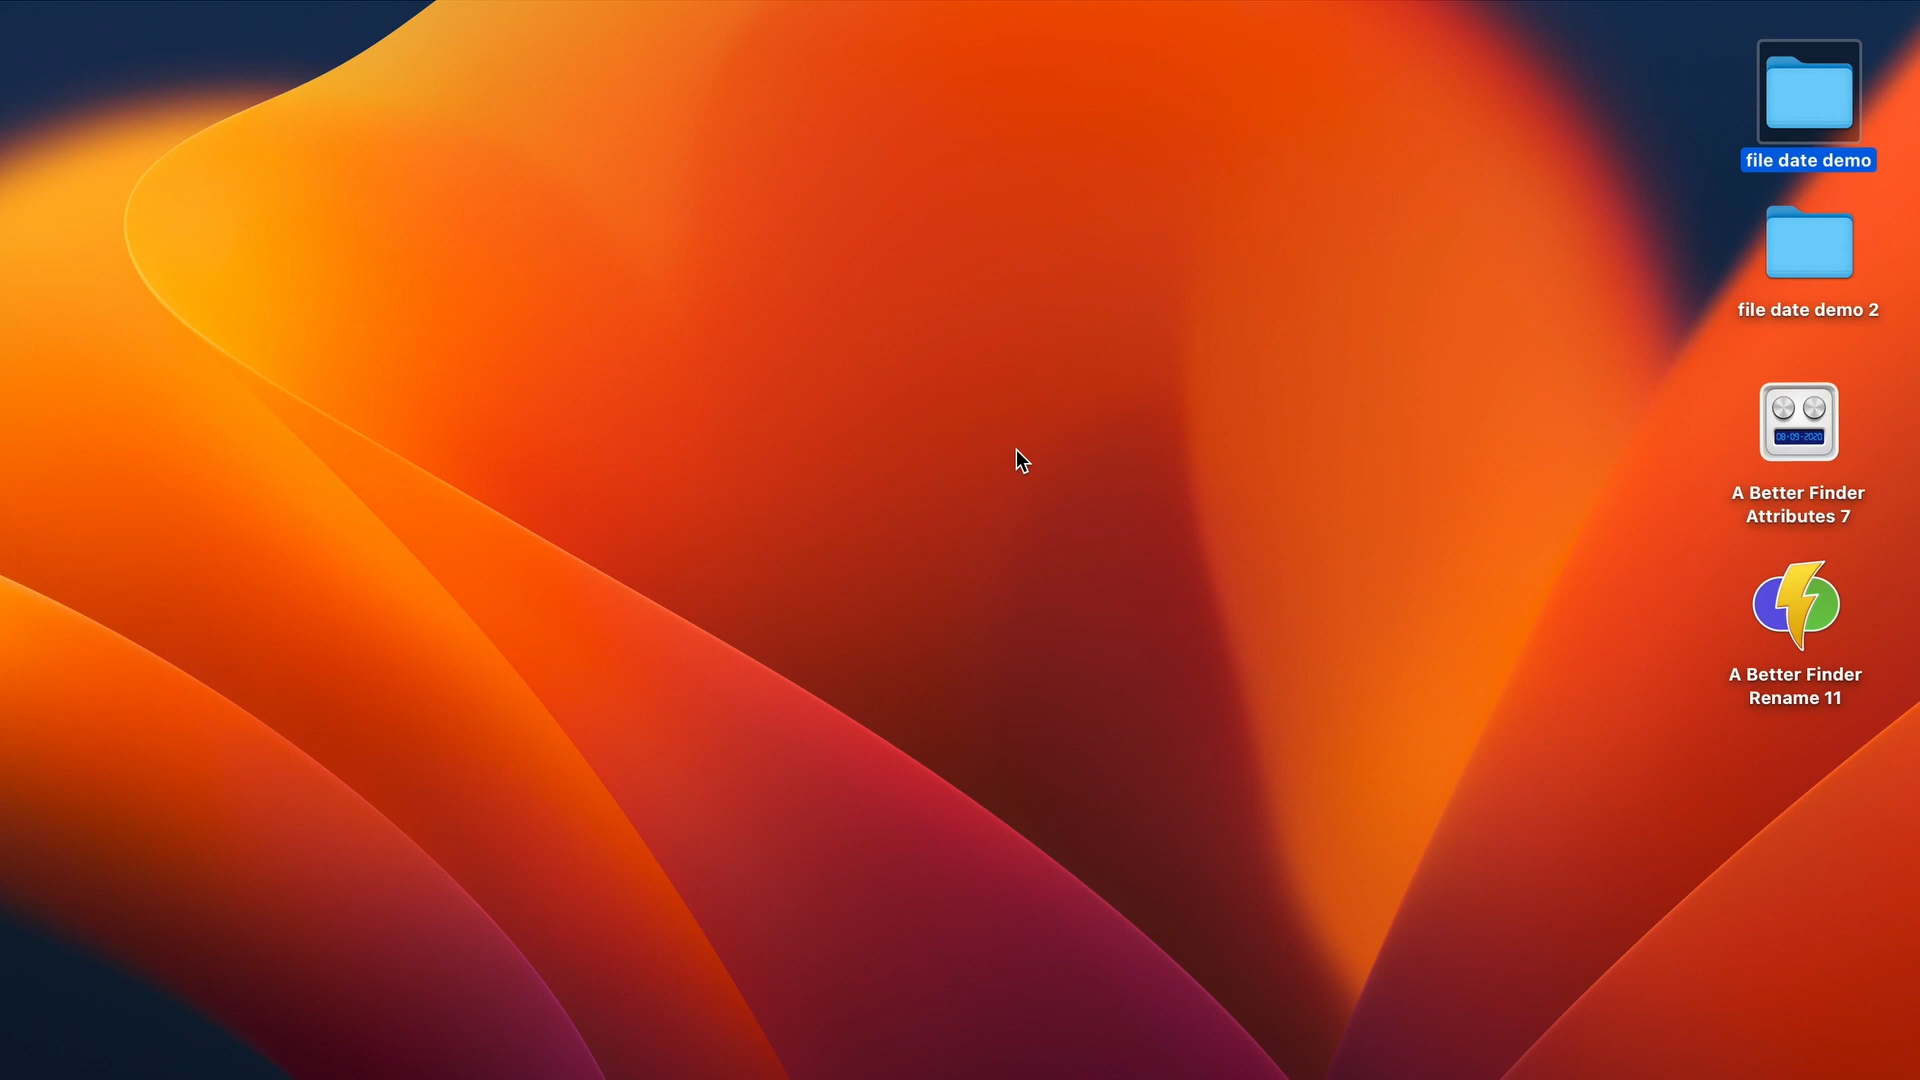 file date demo
file date demo 2
08-09-2020
A Better Finder
Attributes 7
A Better Finder
Rename 11